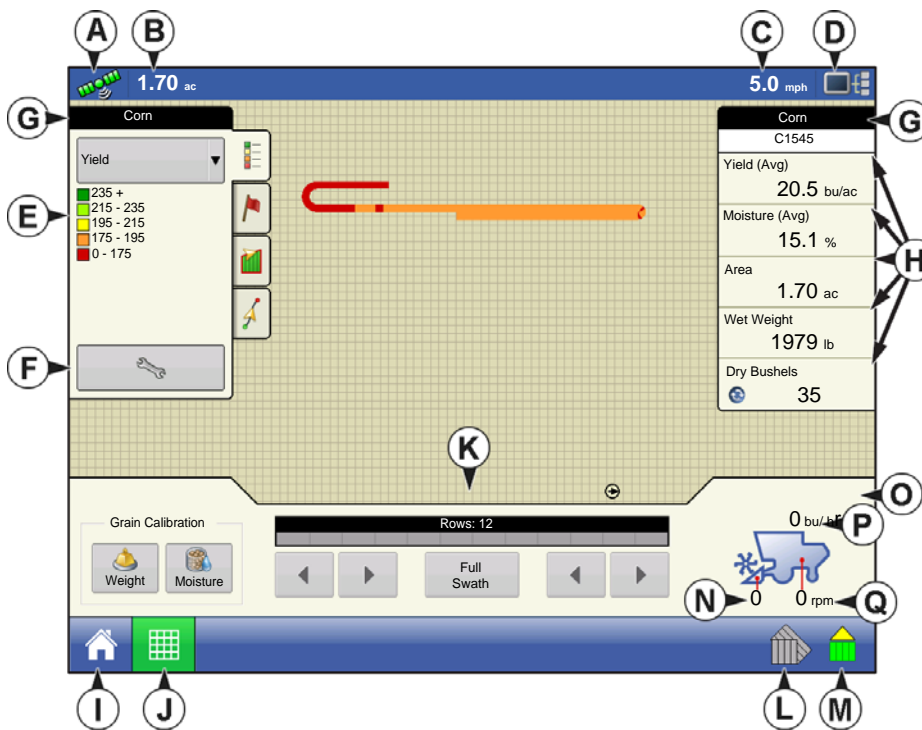 A B C D
1.70 ac
5.0 mph
G Corn
Corn G
C1545
Yield
E
235 +
215 - 235
195 - 215
175 - 195
0 - 175
Yield (Avg)
20.5 bu/ac
Moisture (Avg)
15.1 %
H
Area
1.70 ac
Wet Weight
1979 lb
Dry Bushels
35
F
K
O
Grain Calibration
Weight
Moisture
Rows: 12
Full
Swath
0 bu/hr P
N 0
0 rpm Q
I J L M